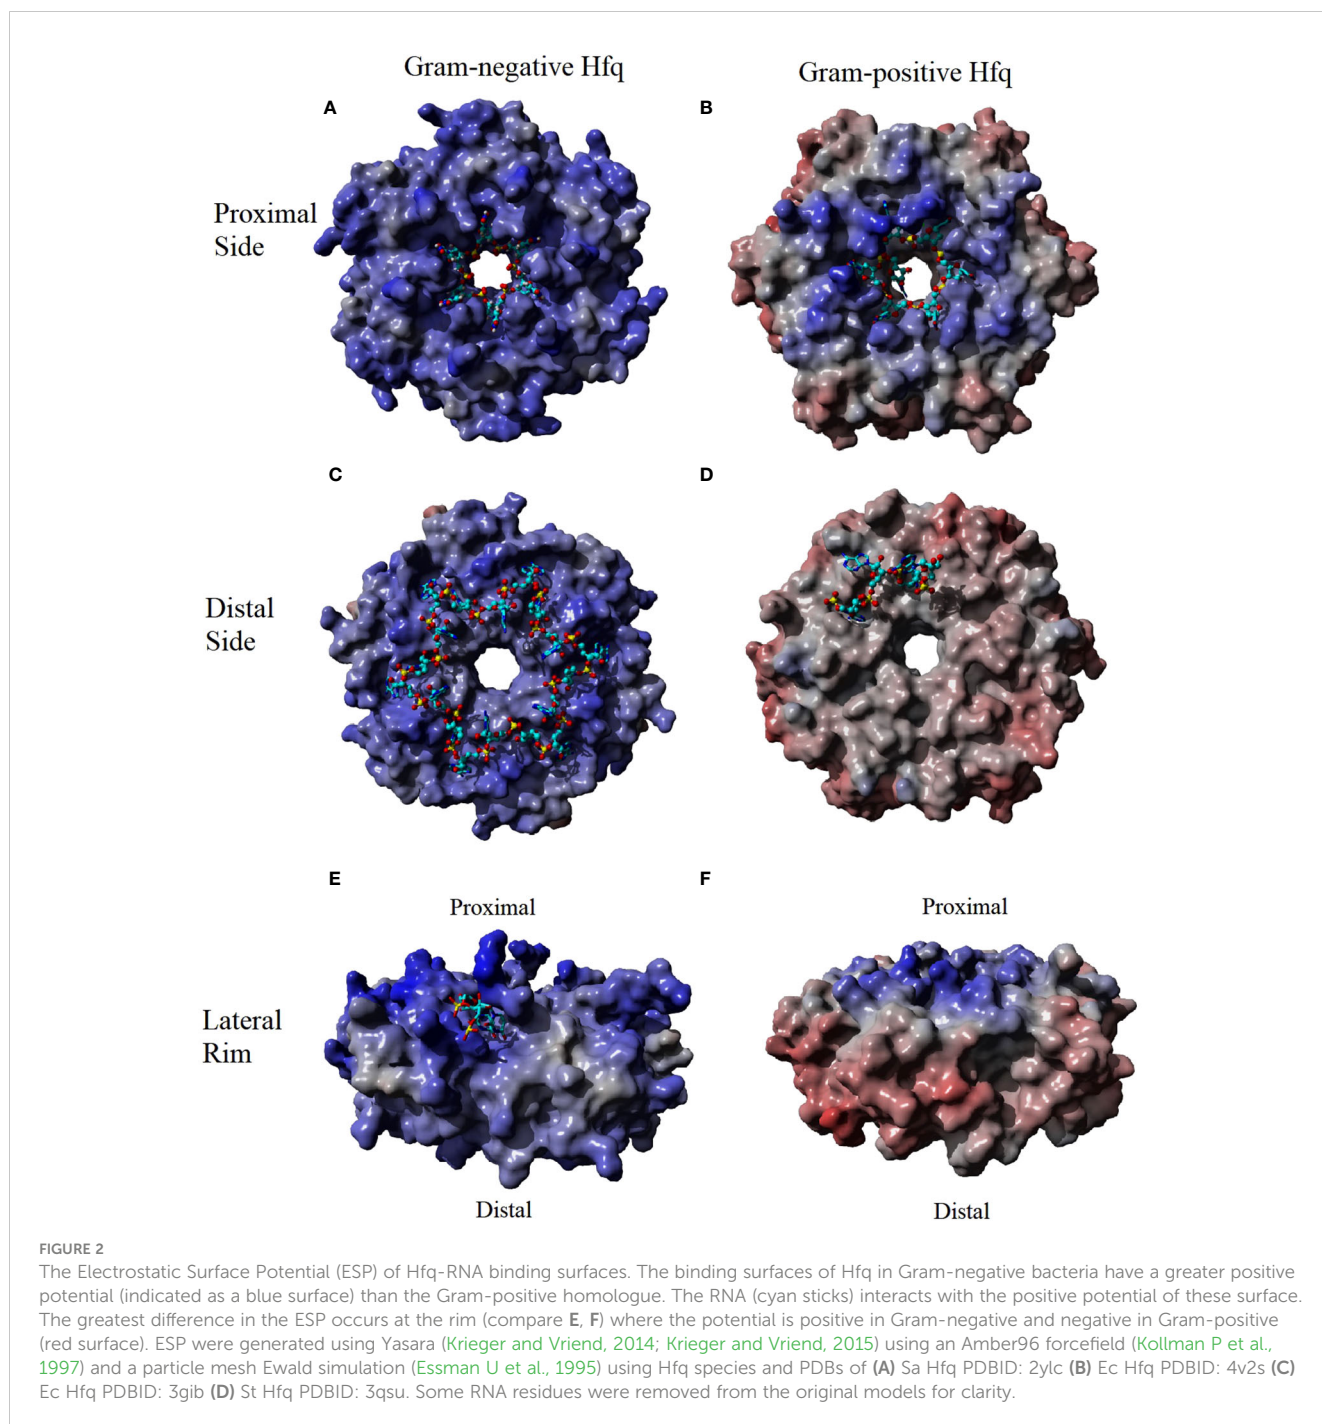 Gram-negative Hfq
Gram-positive Hfq
A
B
Proximal
Side
C
D
Distal
Side
E
F
Proximal
Proximal
Lateral
Rim
Distal
Distal
FIGURE 2
The Electrostatic Surface Potential (ESP) of Hfq-RNA binding surfaces. The binding surfaces of Hfq in Gram-negative bacteria have a greater positive
potential (indicated as a blue surface) than the Gram-positive homologue. The RNA (cyan sticks) interacts with the positive potential of these surface.
The greatest difference in the ESP occurs at the rim (compare E, F) where the potential is positive in Gram-negative and negative in Gram-positive
(red surface). ESP were generated using Yasara (Krieger and Vriend, 2014; Krieger and Vriend, 2015) using an Amber96 forcefield (Kollman P et al.,
1997) and a particle mesh Ewald simulation (Essman U et al., 1995) using Hfq species and PDBs of (A) Sa Hfq PDBID: 2ylc (B) Ec Hfq PDBID: 4v2s (C)
Ec Hfq PDBID: 3gib (D) St Hfq PDBID: 3qsu. Some RNA residues were removed from the original models for clarity.